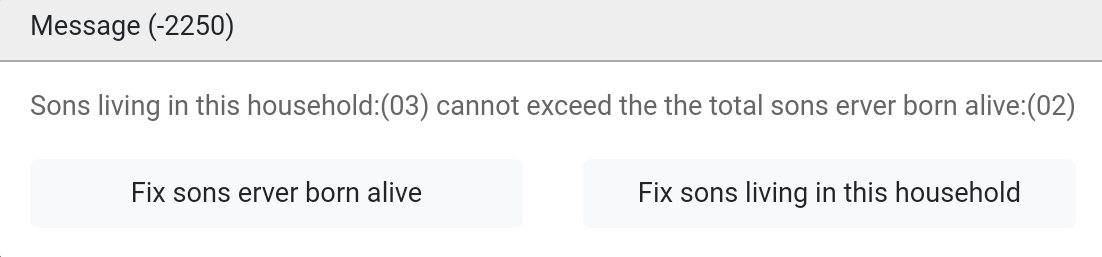 Message (-2250)
Sons living in this household:(03) cannot exceed the the total sons erver born alive:(02)
Fix sons erver born alive
Fix sons living in this household